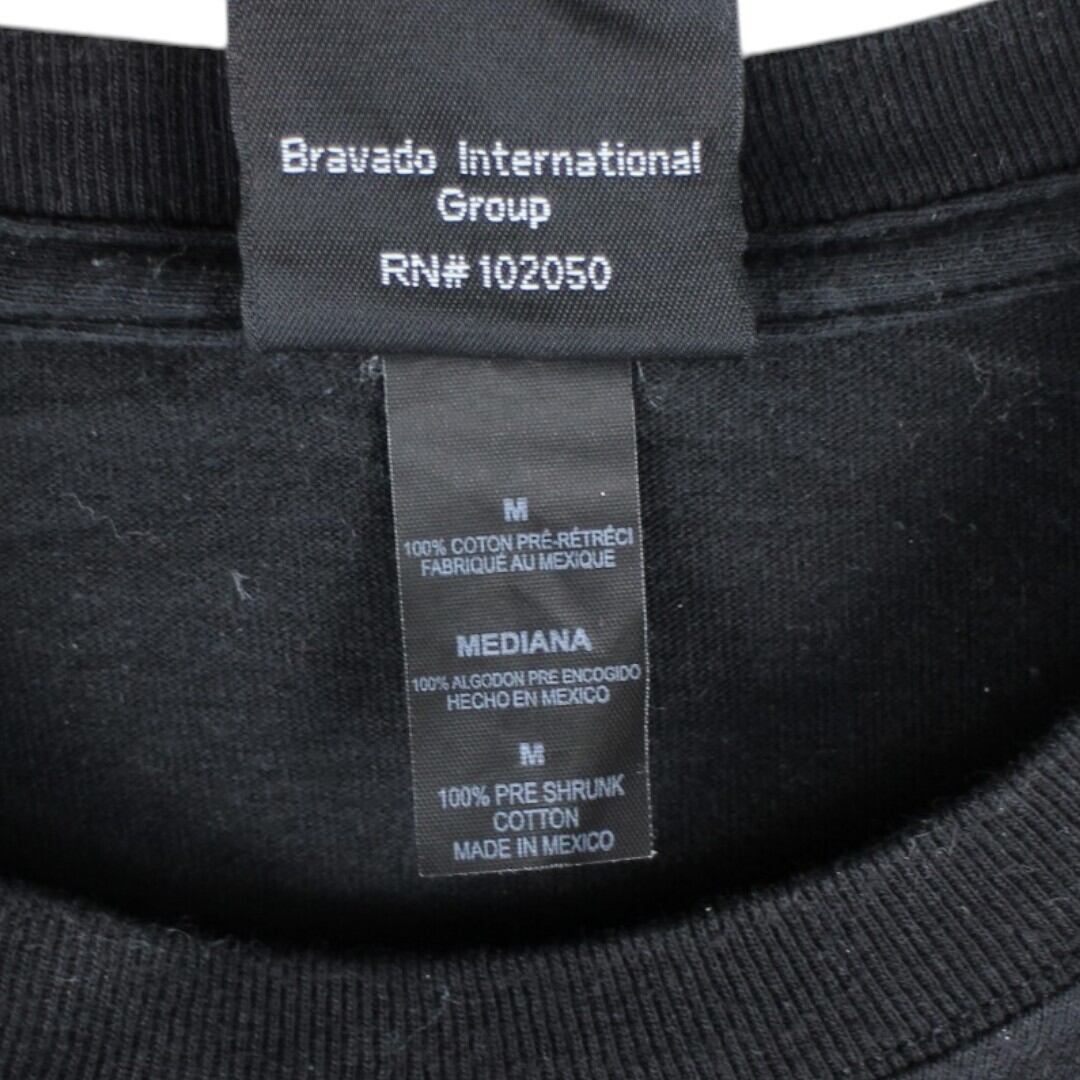 Bravado International
Group
RN# 102050
M
100% COTON PRÉ-RÉTRÉCI
FABRIQUÉ AU MEXIQUE
MEDIANA
100% ALGODON PRE ENCOGIDO
HECHO EN MEXICO
M
100% PRE SHRUNK
COTTON
MADE IN MEXICO